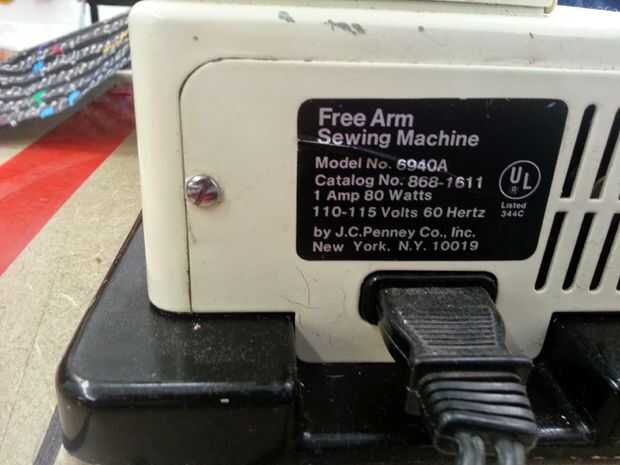 Free Arm
Sewing Machine
Model No. 6940A
Catalog No. 868-1611
1 Amp 80 Watts
110-115 Volts 60 Hertz
by J.C.Penney Co., Inc.
New York, N.Y. 10019
UL
®
Listed
344C